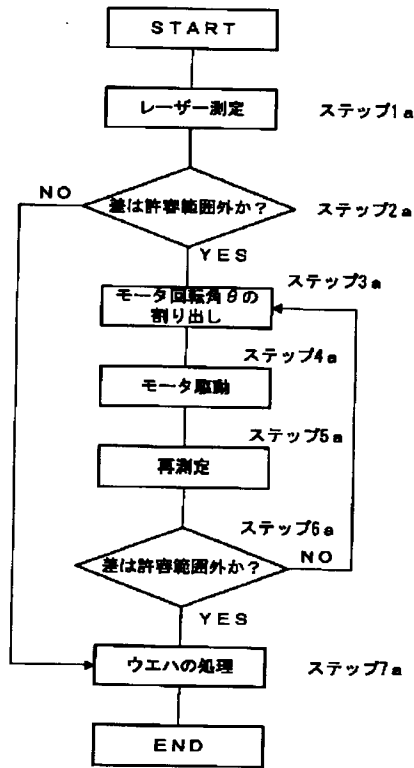 START
レーザー測定
ステップ1a
NO
差は許容範囲外か?
ステップ2a
YES
ステップ3a
モータ回転角θの
割り出し
ステップ4a
モータ駆動
ステップ5a
再測定
ステップ6a
差は許容範囲外か?
NO
YES
ウエハの処理
ステップ7a
END